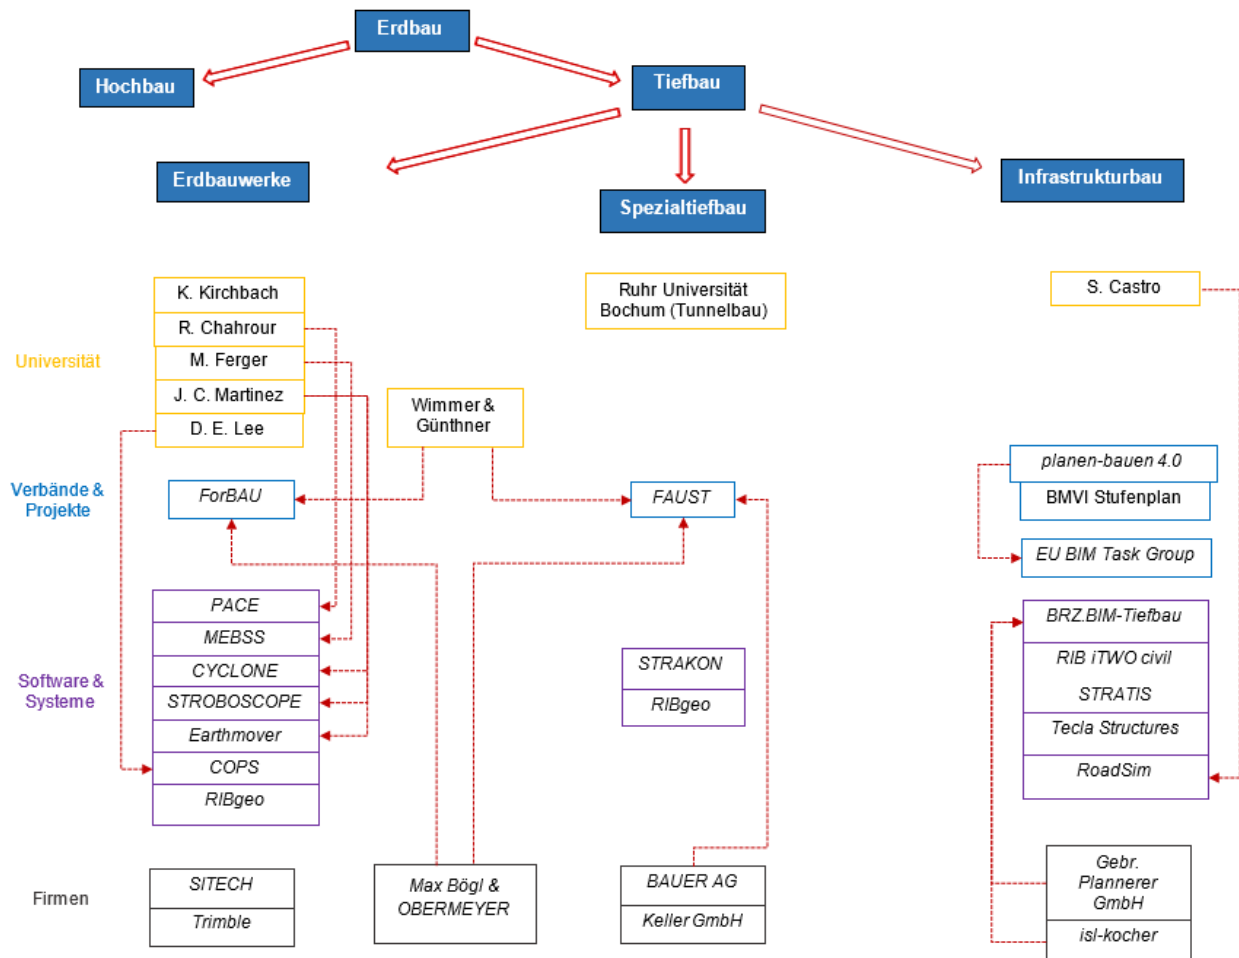 Erdbau
Hochbau
Tiefbau
Erdbauwerke
Spezialtiefbau
Infrastrukturbau
Universität
K. Kirchbach
R. Chahrour
M. Ferger
J. C. Martinez
D. E. Lee
Wimmer &
Günthner
Ruhr Universität
Bochum (Tunnelbau)
S. Castro
Verbände &
Projekte
ForBAU
FAUST
planen-bauen 4.0
BMVI Stufenplan
EU BIM Task Group
Software &
Systeme
PACE
MEBSS
CYCLONE
STROBOSCOPE
Earthmover
COPS
RIBgeo
STRAKON
RIBgeo
BRZ.BIM-Tiefbau
RIB iTWO civil
STRATIS
Tecla Structures
RoadSim
Firmen
SITECH
Trimble
Max Bögl &
OBERMEYER
BAUER AG
Keller GmbH
Gebr.
Plannerer
GmbH
isl-kocher